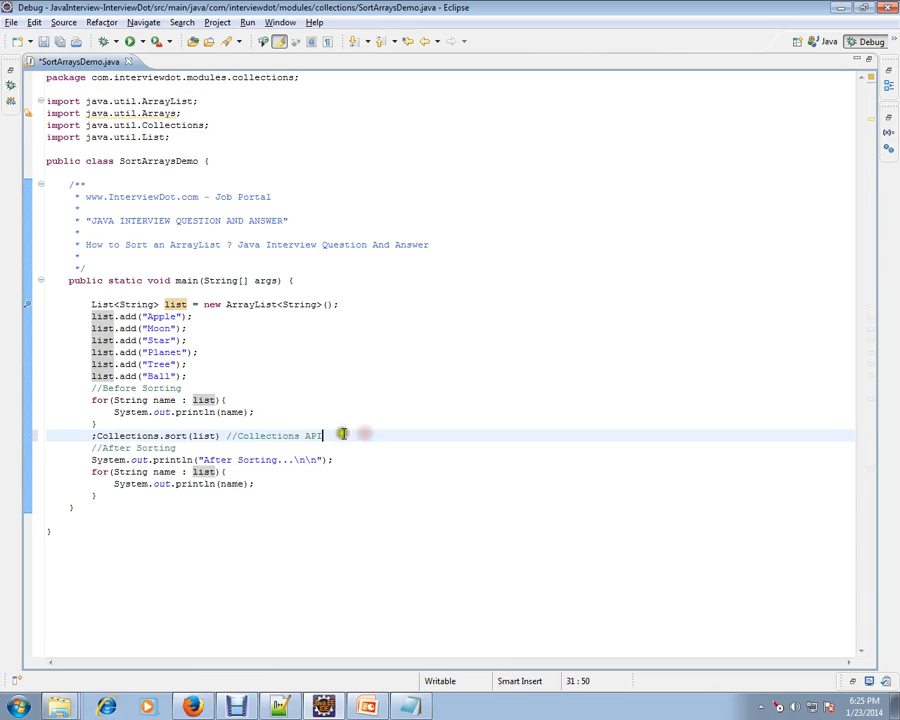 Debug - JavaInterview-InterviewDot/src/main/java/com/interviewdot/modules/collections/SortArraysDemo.java - Eclipse
File Edit Source Refactor Navigate Search Project Run Window Help
Java Debug
*SortArraysDemo.java
package com.interviewdot.modules.collections;
import java.util.ArrayList;
import java.util.Arrays;
import java.util.Collections;
import java.util.List;
public class SortArraysDemo {
/**
* www.InterviewDot.com - Job Portal
*
* "JAVA INTERVIEW QUESTION AND ANSWER"
*
* How to Sort an ArrayList ? Java Interview Question And Answer
*
*/
public static void main(String[] args) {
List<String> list = new ArrayList<String>();
list.add("Apple");
list.add("Moon");
list.add("Star");
list.add("Planet");
list.add("Tree");
list.add("Ball");
//Before Sorting
for(String name : list){
System.out.println(name);
}
;Collections.sort(list) //Collections API
//After Sorting
System.out.println("After Sorting...\n\n");
for(String name : list){
System.out.println(name);
}
}
}
Writable Smart Insert 31 : 50
6:25 PM
1/23/2014